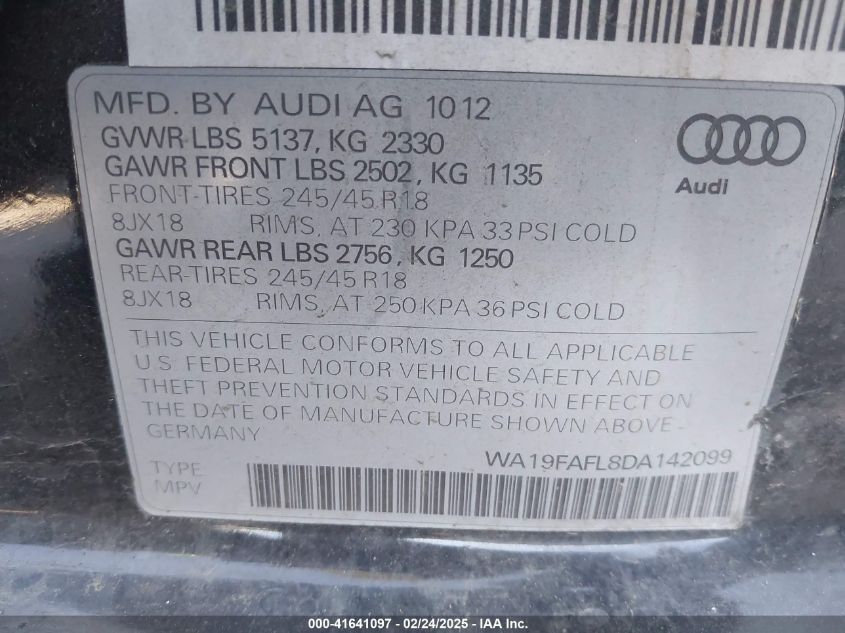 MFD. BY AUDI AG 1012
GVWR LBS 5137, KG 2330
GAWR FRONT LBS 2502, KG 1135
FRONT-TIRES 245/45 R18
8JX18 RIMS, AT 230 KPA 33 PSI COLD
GAWR REAR LBS 2756, KG 1250
REAR-TIRES 245/45 R18
8JX18 RIMS, AT 250 KPA 36 PSI COLD
Audi
THIS VEHICLE CONFORMS TO ALL APPLICABLE
U.S. FEDERAL MOTOR VEHICLE SAFETY AND
THEFT PREVENTION STANDARDS IN EFFECT ON
THE DATE OF MANUFACTURE SHOWN ABOVE-
GERMANY
WA19FAFL8DA142099
TYPE
MPV
000-41641097 - 02/24/2025 - IAA, Inc.